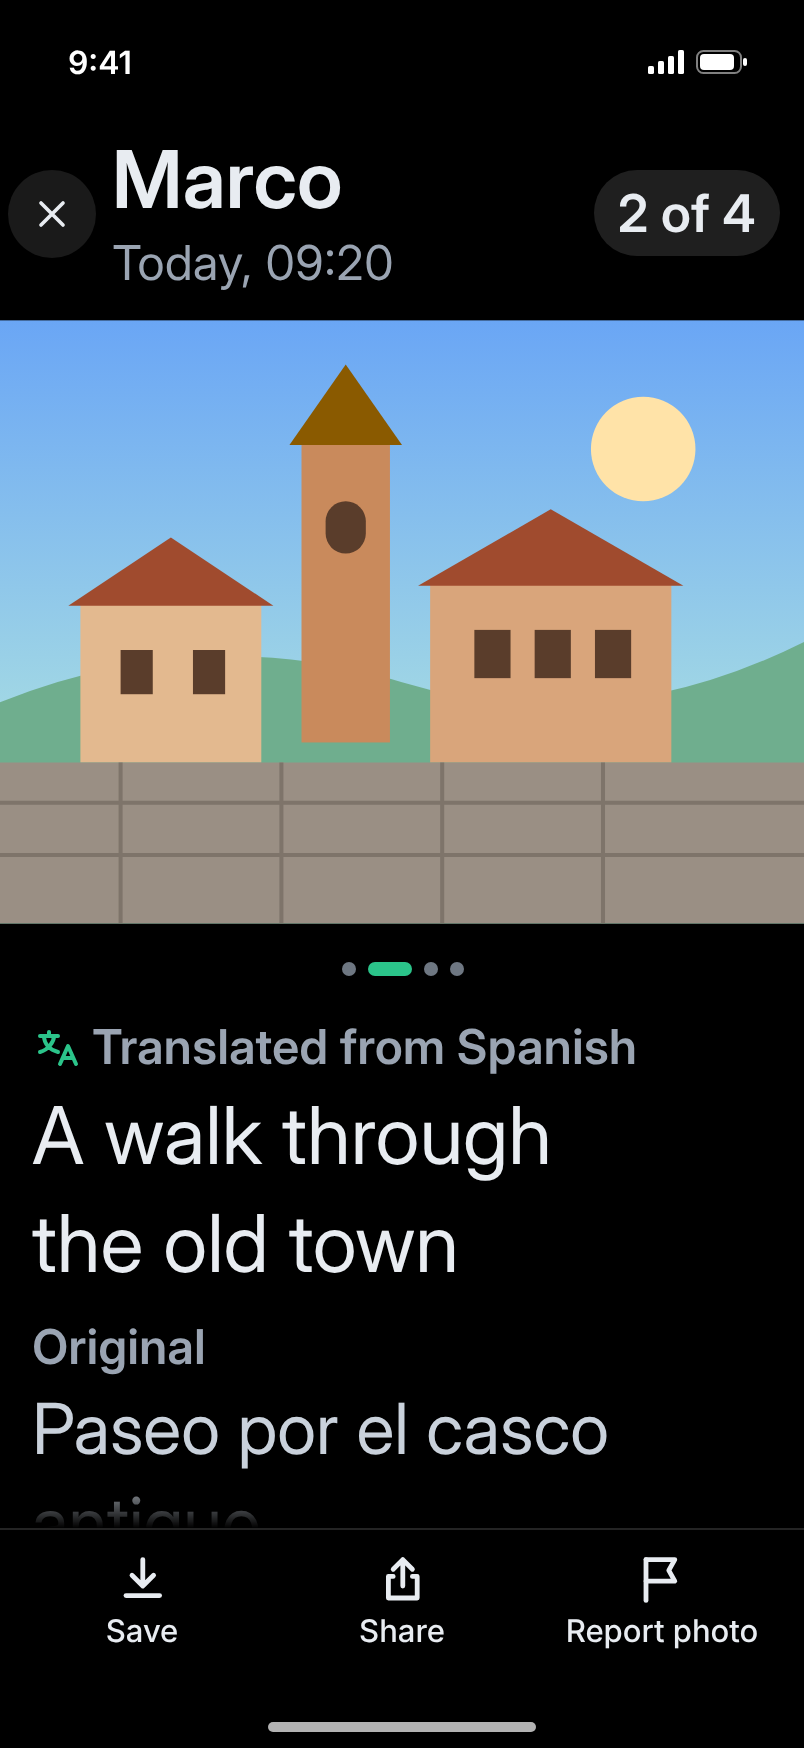 9:41
Marco
2 of 4
Today, 09:20
Translated from Spanish
A walk through
the old town
Original
Paseo por el casco
antiguo
Save
Share
Report photo